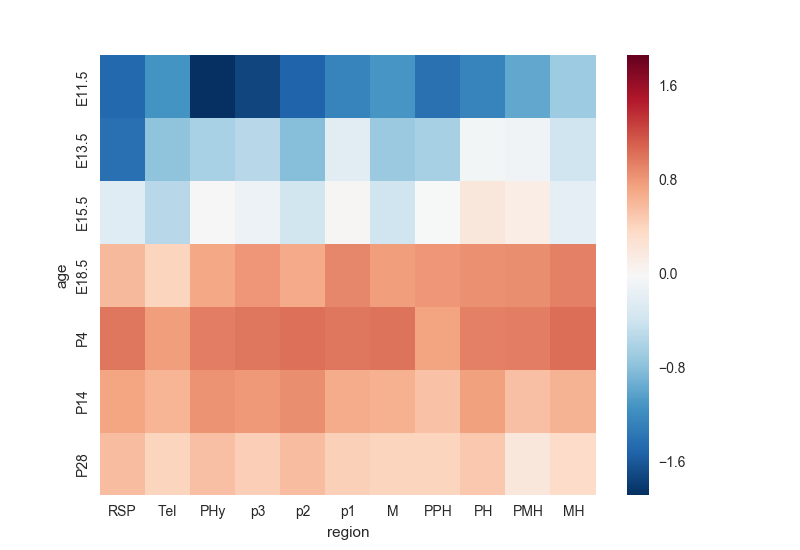 E11.5
E13.5
E15.5
E18.5
P4
P14
P28
age
RSP Tel PHy p3 p2 p1 M PPH PH PMH MH
region
1.6
0.8
0.0
−0.8
−1.6